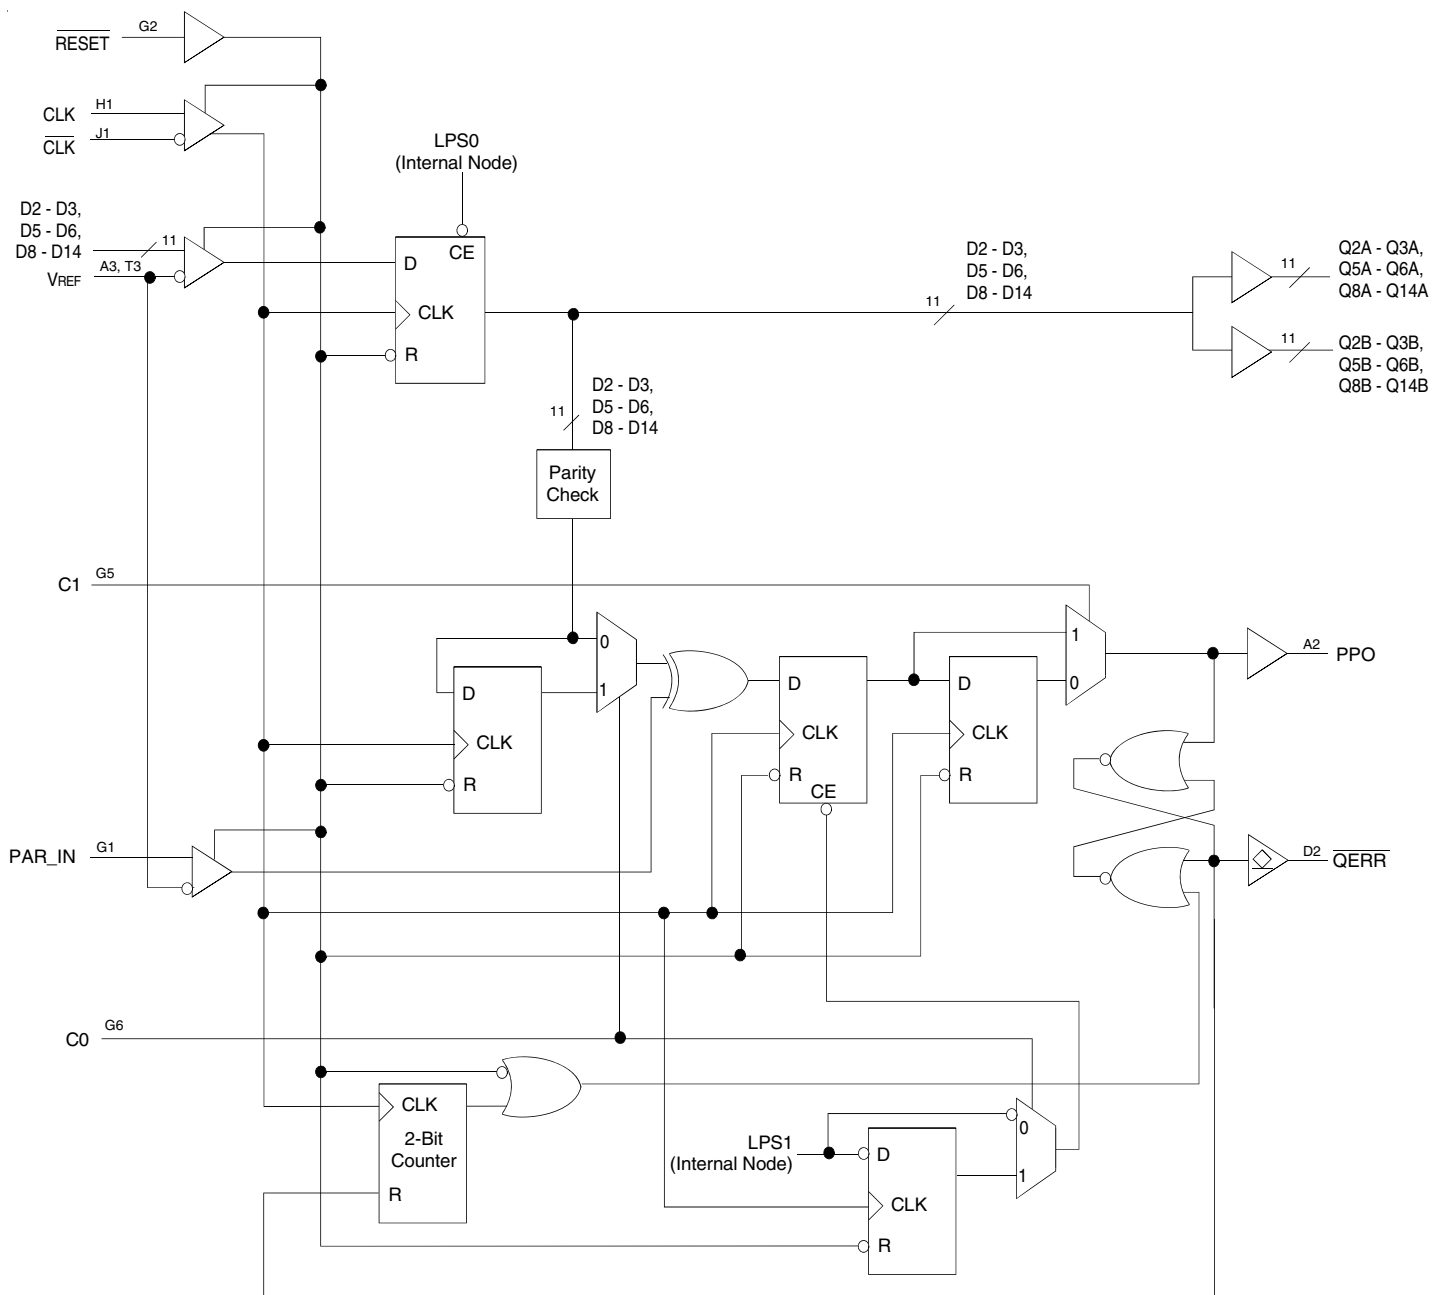 RESET
G2
CLK
H1
CLK
J1
LPS0
(Internal Node)
D2 - D3,
D5 - D6,
D8 - D14
11
VREF
A3, T3
CE
D
CLK
R
D2 - D3,
D5 - D6,
D8 - D14
11
11
Q2A - Q3A,
Q5A - Q6A,
Q8A - Q14A
11
Q2B - Q3B,
Q5B - Q6B,
Q8B - Q14B
11
D2 - D3,
D5 - D6,
D8 - D14
Parity
Check
C1
G5
0
1
D
CLK
R
D
CLK
R
CE
D
CLK
R
1
0
A2
PPO
PAR_IN
G1
D2
QERR
C0
G6
CLK
2-Bit
Counter
R
LPS1
(Internal Node)
D
CLK
R
0
1